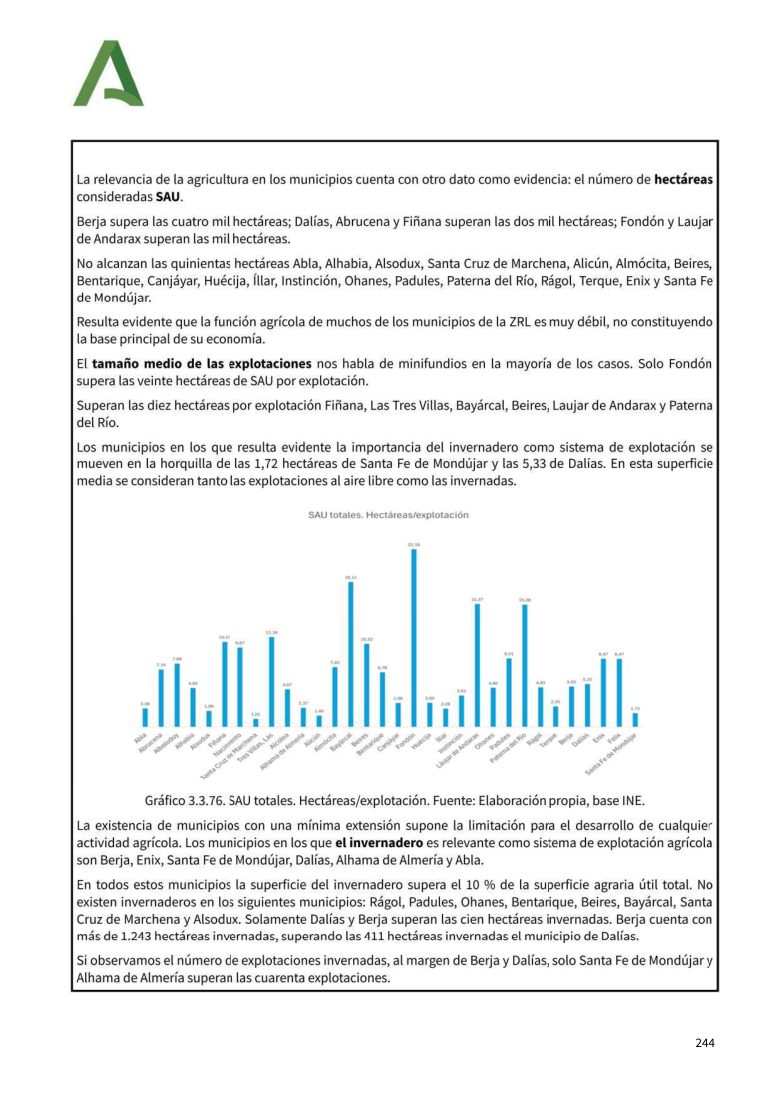 La relevancia de la agricultura en los municipios cuenta con otro dato como evidencia: el número de hectáreas
consideradas SAU.
Berja supera las cuatro mil hectáreas; Dalías, Abrucena y Fiñana superan las dos mil hectáreas; Fondón y Laujar
de Andarax superan las mil hectáreas.
No alcanzan las quinientas hectáreas Abla, Alhabia, Alsodux, Santa Cruz de Marchena, Alicún, Almócita, Beires,
Bentarique, Canjáyar, Huécija, Íllar, Instinción, Ohanes, Padules, Paterna del Río, Rágol, Terque, Enix y Santa Fe
de Mondújar.
Resulta evidente que la función agrícola de muchos de los municipios de la ZRL es muy débil, no constituyendo
la base principal de su economía.
El tamaño medio de las explotaciones nos habla de minifundios en la mayoría de los casos. Solo Fondón
supera las veinte hectáreas de SAU por explotación.
Superan las diez hectáreas por explotación Fiñana, Las Tres Villas, Bayárcal, Beires, Laujar de Andarax y Paterna
del Río.
Los municipios en los que resulta evidente la importancia del invernadero como sistema de explotación se
mueven en la horquilla de las 1,72 hectáreas de Santa Fe de Mondújar y las 5,33 de Dalías. En esta superficie
media se consideran tanto las explotaciones al aire libre como las invernadas.
SAU totales. Hectáreas/explotación
Abla
Abrucena
Alboloduy
Alhabia
Alsodux
Fiñana
Nacimiento
Santa Cruz de Marchena
Tres Villas, Las
Alcolea
Alhama de Almería
Alicún
Almócita
Bayárcal
Beires
Bentarique
Canjáyar
Fondón
Huécija
Íllar
Instinción
Laujar de Andarax
Ohanes
Padules
Paterna del Río
Rágol
Terque
Berja
Dalías
Enix
Felix
Santa Fe de Mondújar
Gráfico 3.3.76. SAU totales. Hectáreas/explotación. Fuente: Elaboración propia, base INE.
La existencia de municipios con una mínima extensión supone la limitación para el desarrollo de cualquier
actividad agrícola. Los municipios en los que el invernadero es relevante como sistema de explotación agrícola
son Berja, Enix, Santa Fe de Mondújar, Dalías, Alhama de Almería y Abla.
En todos estos municipios la superficie del invernadero supera el 10 % de la superficie agraria útil total. No
existen invernaderos en los siguientes municipios: Rágol, Padules, Ohanes, Bentarique, Beires, Bayárcal, Santa
Cruz de Marchena y Alsodux. Solamente Dalías y Berja superan las cien hectáreas invernadas. Berja cuenta con
más de 1.243 hectáreas invernadas, superando las 411 hectáreas invernadas el municipio de Dalías.
Si observamos el número de explotaciones invernadas, al margen de Berja y Dalías, solo Santa Fe de Mondújar y
Alhama de Almería superan las cuarenta explotaciones.
244